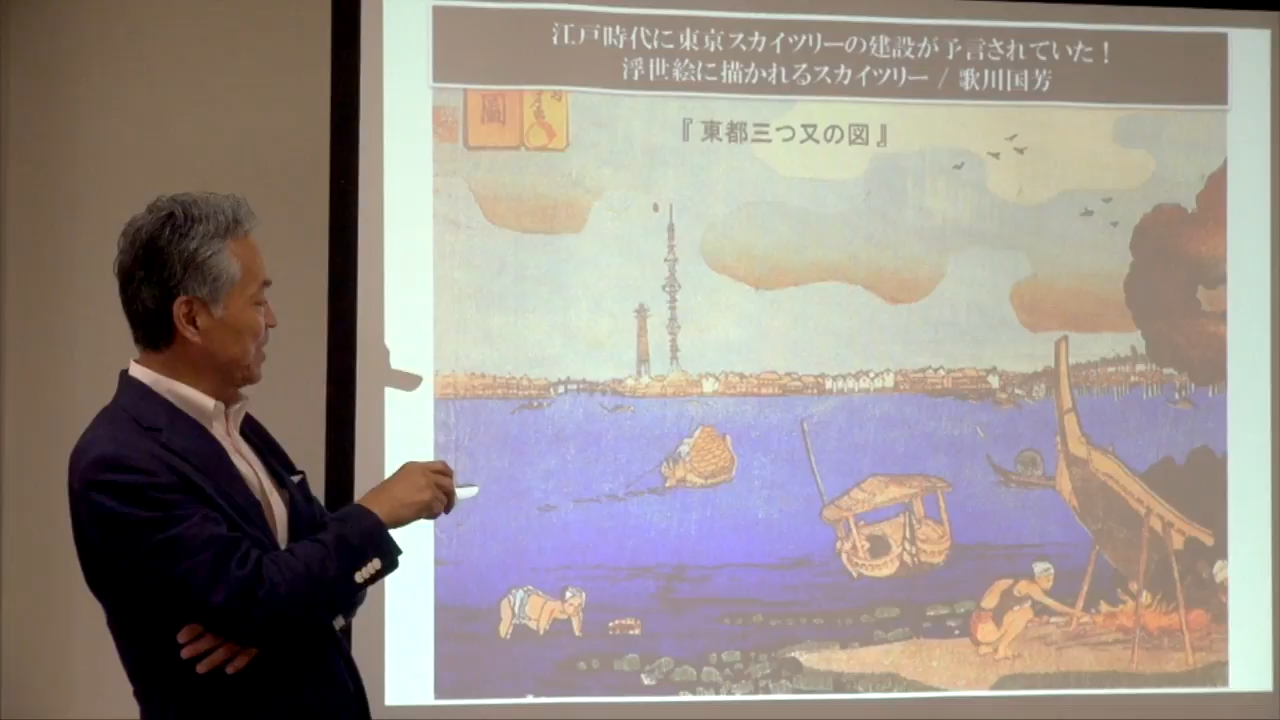 江戸時代に東京スカイツリーの建設が予言されていた！
浮世絵に描かれるスカイツリー / 歌川国芳
『東都三つ又の図』
圖